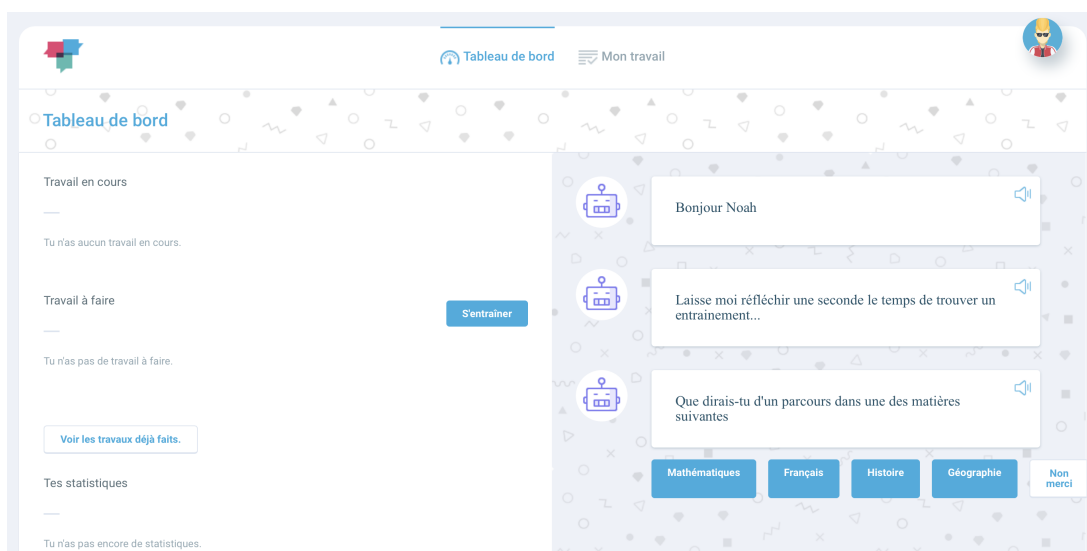 Tableau de bord
Mon travail
Tableau de bord
Travail en cours
Tu n'as aucun travail en cours.
Travail à faire
S'entraîner
Tu n'as pas de travail à faire.
Voir les travaux déjà faits.
Tes statistiques
Tu n'as pas encore de statistiques.
Bonjour Noah
Laisse moi réfléchir une seconde le temps de trouver un
entrainement...
Que dirais-tu d'un parcours dans une des matières
suivantes
Mathématiques
Français
Histoire
Géographie
Non
merci